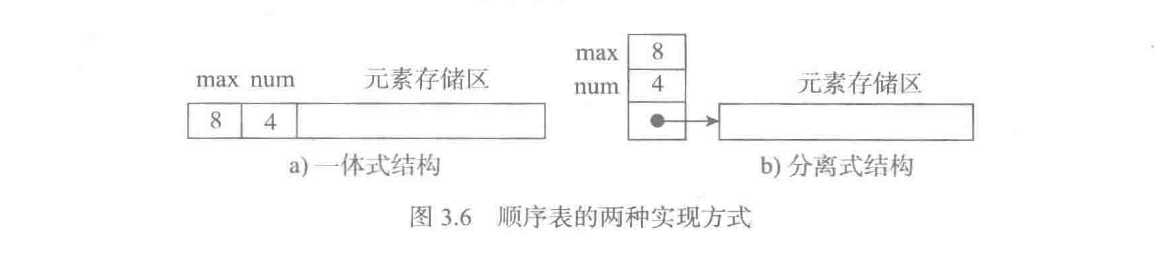 max num 元素存储区
8 4
a) 一体式结构
max 8
num 4
元素存储区
b) 分离式结构
图 3.6 顺序表的两种实现方式